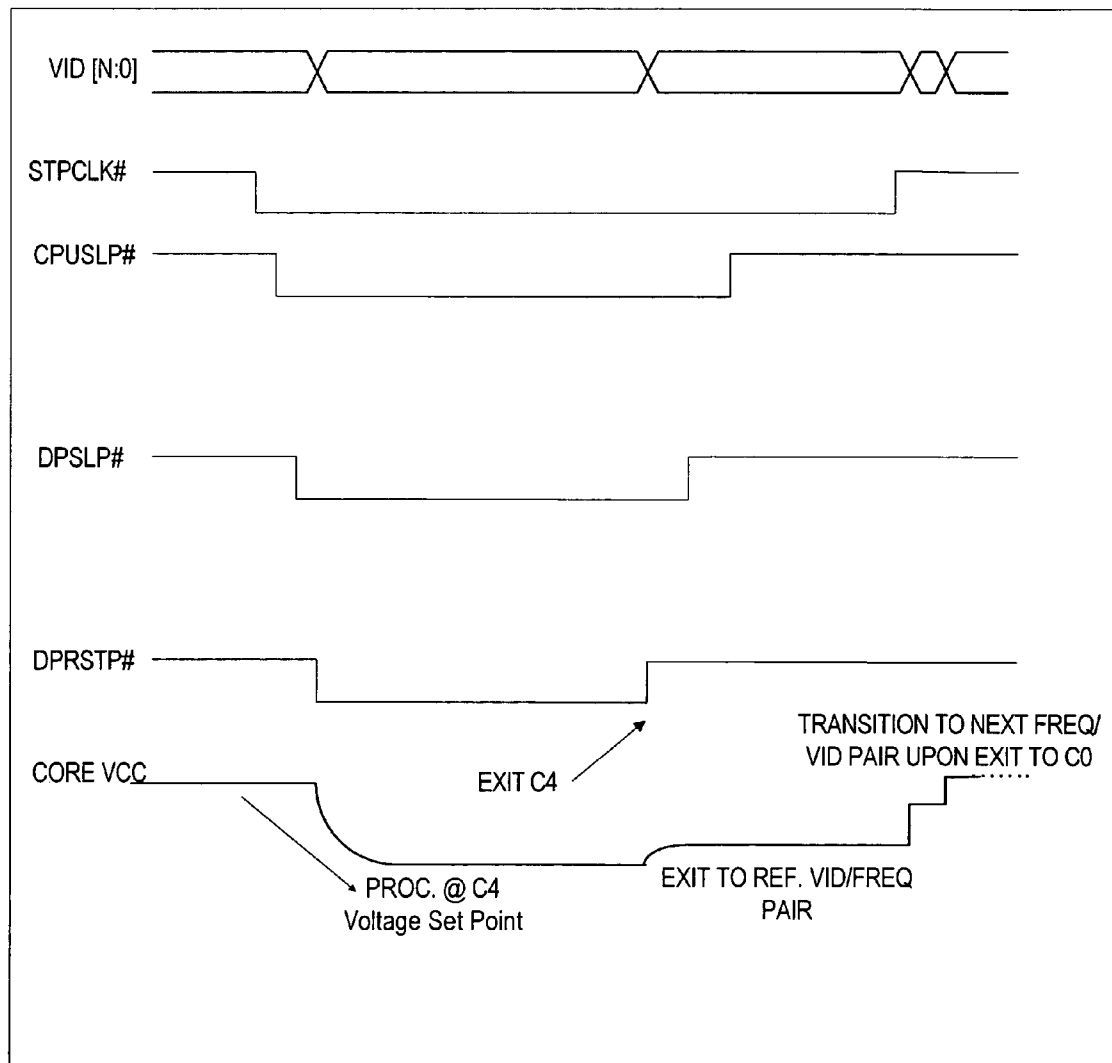 VID [N:0]
STPCLK#
CPUSLP#
DPSLP#
DPRSTP#
TRANSITION TO NEXT FREQ/
VID PAIR UPON EXIT TO C0
CORE VCC
EXIT C4
PROC. @ C4
Voltage Set Point
EXIT TO REF. VID/FREQ
PAIR